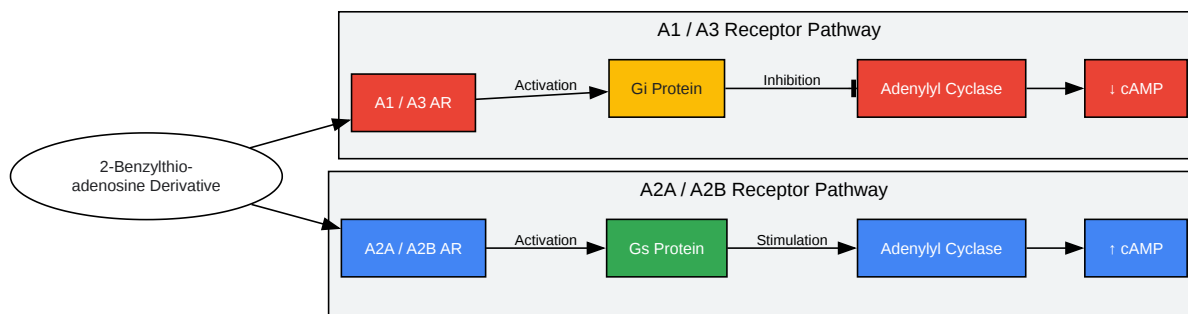 A1 / A3 Receptor Pathway
A1 / A3 AR
Activation
Gi Protein
Inhibition
Adenylyl Cyclase
↓ cAMP
2-Benzylthio-
adenosine Derivative
A2A / A2B Receptor Pathway
A2A / A2B AR
Activation
Gs Protein
Stimulation
Adenylyl Cyclase
↑ cAMP